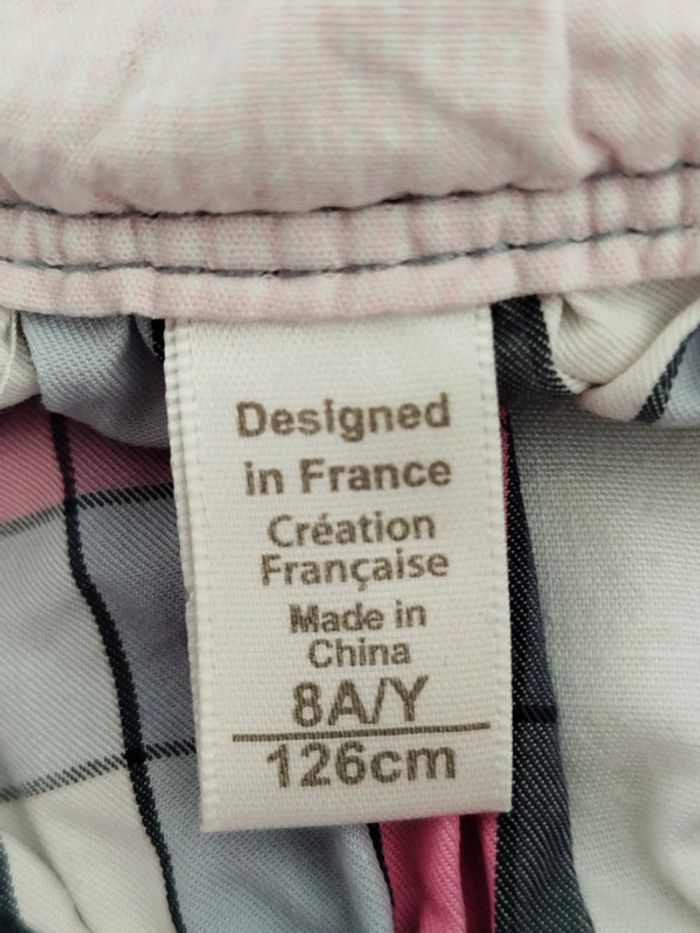 Designed
in France
Création
Française
Made in
China
8A/Y
126cm